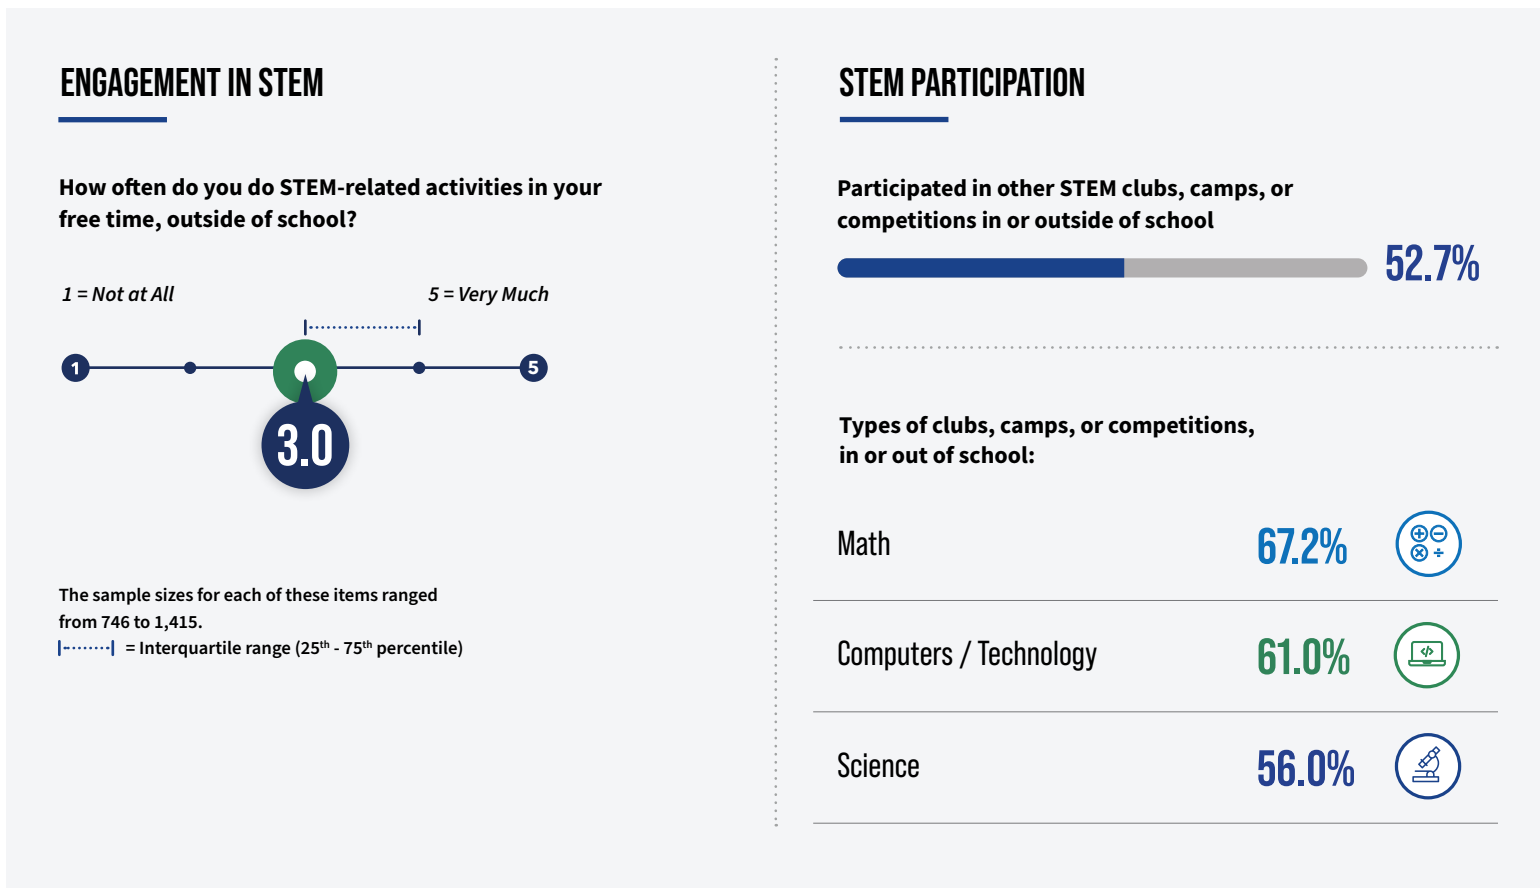 ENGAGEMENT IN STEM
How often do you do STEM-related activities in your
free time, outside of school?
1 = Not at All
5 = Very Much
1
5
3.0
The sample sizes for each of these items ranged
from 746 to 1,415.
= Interquartile range (25th - 75th percentile)
STEM PARTICIPATION
Participated in other STEM clubs, camps, or
competitions in or outside of school
52.7%
Types of clubs, camps, or competitions,
in or out of school:
Math 67.2%
Computers / Technology 61.0%
Science 56.0%